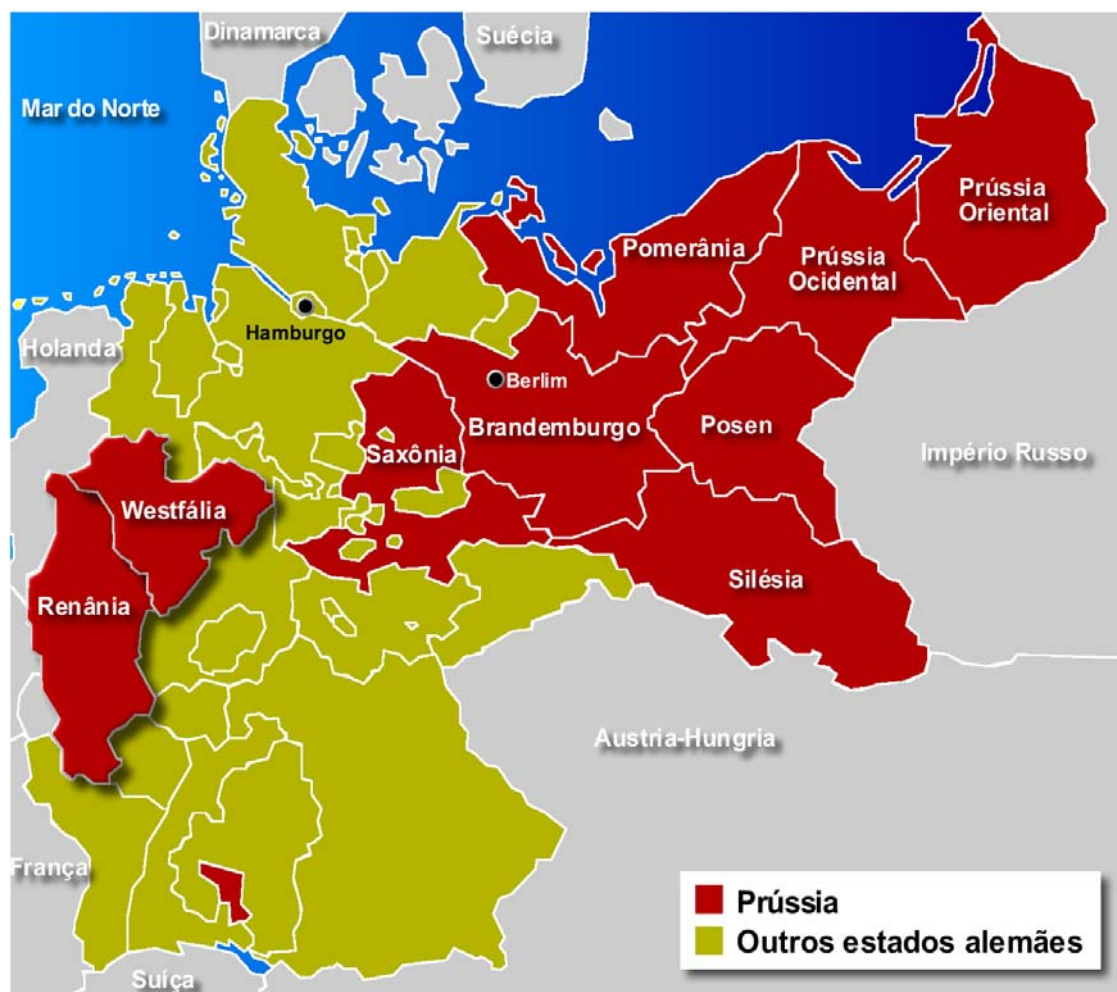 Dinamarca
Suécia
Mar do Norte
Prússia
Oriental
Pomerânia
Prússia
Ocidental
Hamburgo
Holanda
Berlim
Brandemburgo
Posen
Saxônia
Império Russo
Westfália
Silésia
Renânia
Austria-Hungria
França
Prússia
Outros estados alemães
Suíça